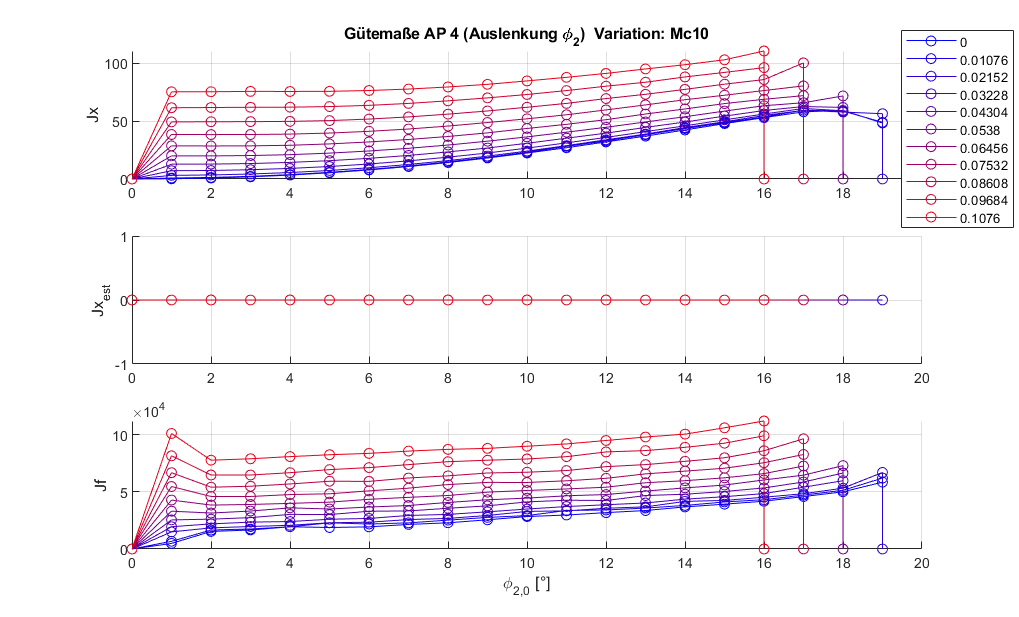 Gütemaße AP 4 (Auslenkung ϕ2) Variation: Mc10
Jx
100
50
0
0 2 4 6 8 10 12 14 16 18
0
0.01076
0.02152
0.03228
0.04304
0.0538
0.06456
0.07532
0.08608
0.09684
0.1076
Jxest
1
0
-1
0 2 4 6 8 10 12 14 16 18 20
×10^4
Jf
10
5
0
0 2 4 6 8 10 12 14 16 18 20
ϕ2,0 [°]